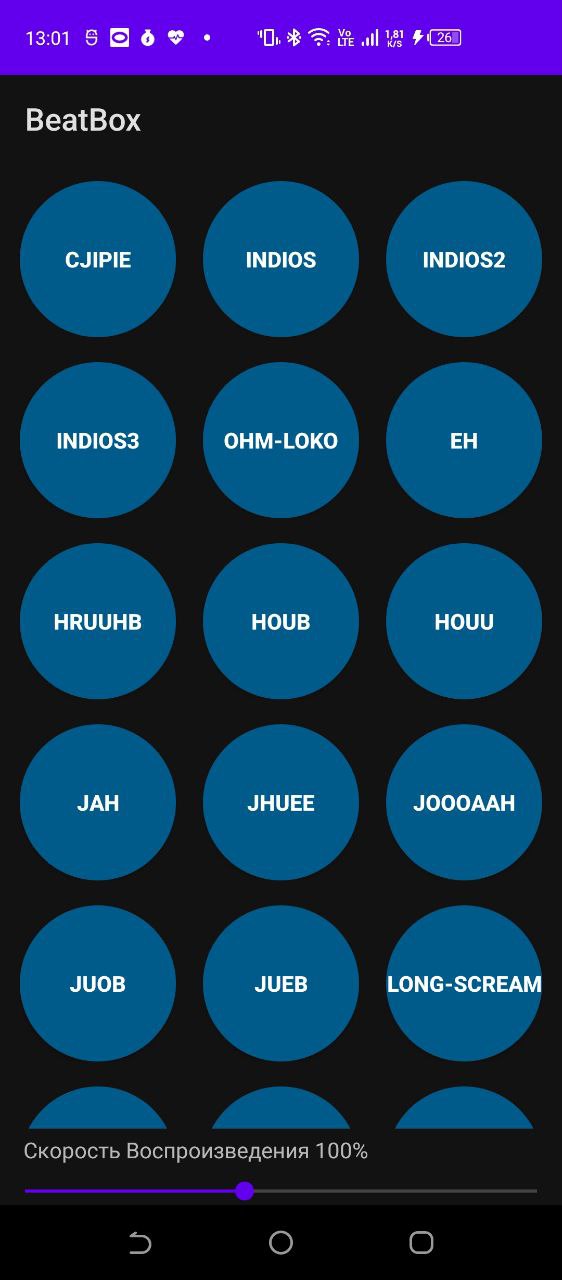 13:01 Vo LTE 1,81 K/S 26
BeatBox
CJIPIE INDIOS INDIOS2
INDIOS3 OHM-LOKO EH
HRUUHB HOUB HOUU
JAH JHUEE JOOOAAH
JUOB JUEB LONG-SCREAM
Скорость Воспроизведения 100%